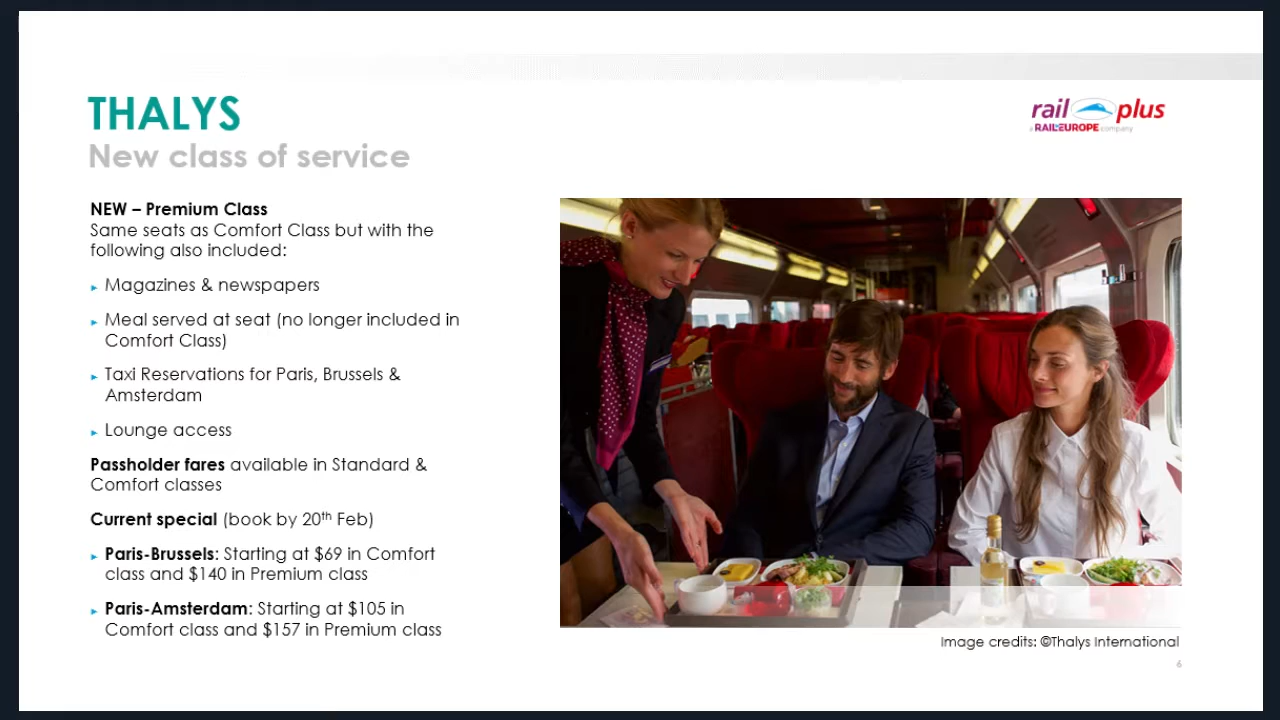 THALYS
New class of service
rail plus
a RAILEUROPE company
NEW – Premium Class
Same seats as Comfort Class but with the
following also included:
► Magazines & newspapers
► Meal served at seat (no longer included in
Comfort Class)
► Taxi Reservations for Paris, Brussels &
Amsterdam
► Lounge access
Passholder fares available in Standard &
Comfort classes
Current special (book by 20th Feb)
► Paris-Brussels: Starting at $69 in Comfort
class and $140 in Premium class
► Paris-Amsterdam: Starting at $105 in
Comfort class and $157 in Premium class
Image credits: ©Thalys International
6